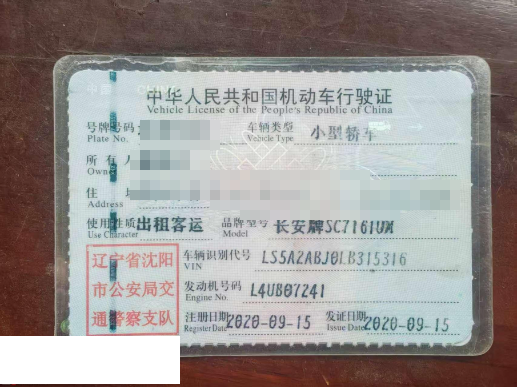 中华人民共和国机动车行驶证
Vehicle License of the People's Republic of China
号牌号码 车辆类型 小型轿车
Plate No. Vehicle Type
所有人
Owner
住址
Address
使用性质 出租客运 品牌型号 长安牌SC7161UM
Use Character Model
辽宁省沈阳
市公安局交
通警察支队
车辆识别代号 LS5A2ABJ0LB315316
VIN
发动机号码 L4UB07241
Engine No.
注册日期 2020-09-15 发证日期 2020-09-15
Register Date Issue Date